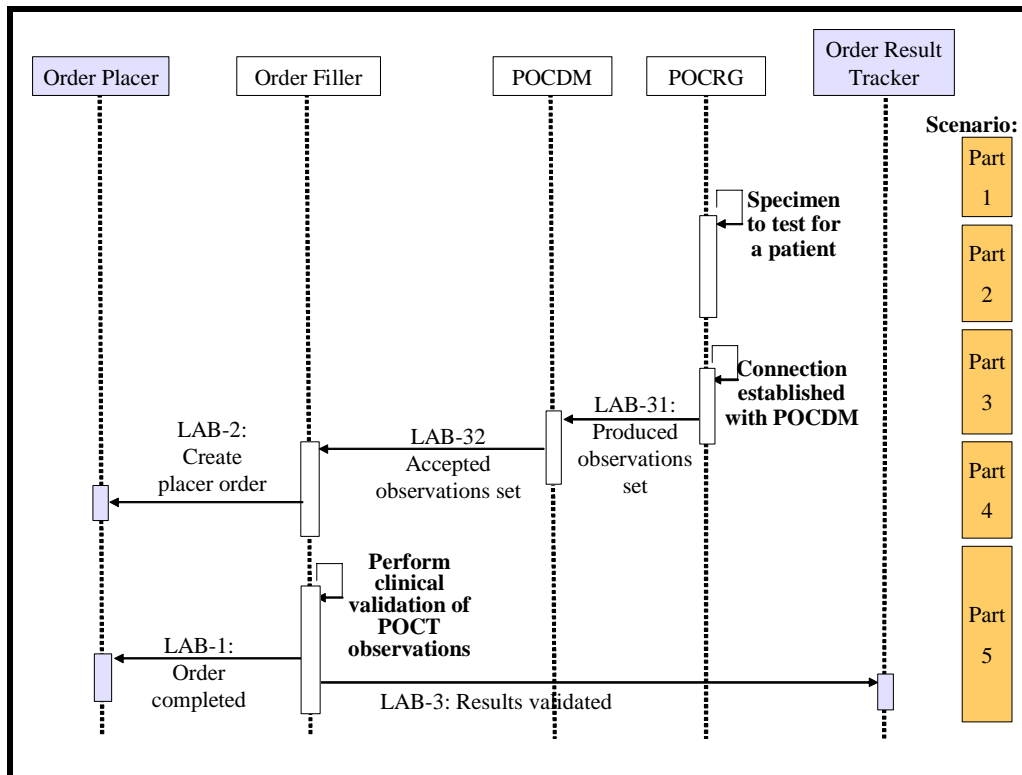 Order Placer
Order Filler
POCDM
POCRG
Order Result
Tracker
Scenario:
Part
1
Specimen
to test for
a patient
Part
2
Connection
established
with POCDM
Part
3
LAB-31:
Produced
observations
set
LAB-32
Accepted
observations set
LAB-2:
Create
placer order
Part
4
Perform
clinical
validation of
POCT
observations
Part
5
LAB-1:
Order
completed
LAB-3: Results validated